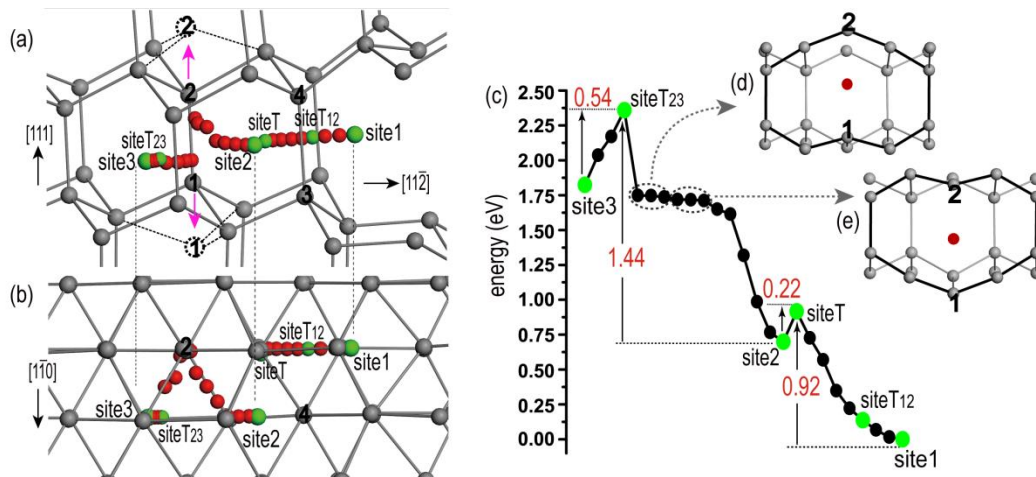 (a)
2
2
4
siteT23
siteT
siteT12
site1
site2
site3
1
3
1
[111]
[112̄]
(b)
2
siteT12
siteT
site1
site3
siteT23
site2
4
[11̄0]
(c)
energy (eV)
2.50
2.25
2.00
1.75
1.50
1.32
1.00
0.75
0.50
0.25
0.00
0.54
siteT23
site3
1.44
0.22
siteT
site2
0.92
siteT12
site1
(d)
2
1
(e)
2
1